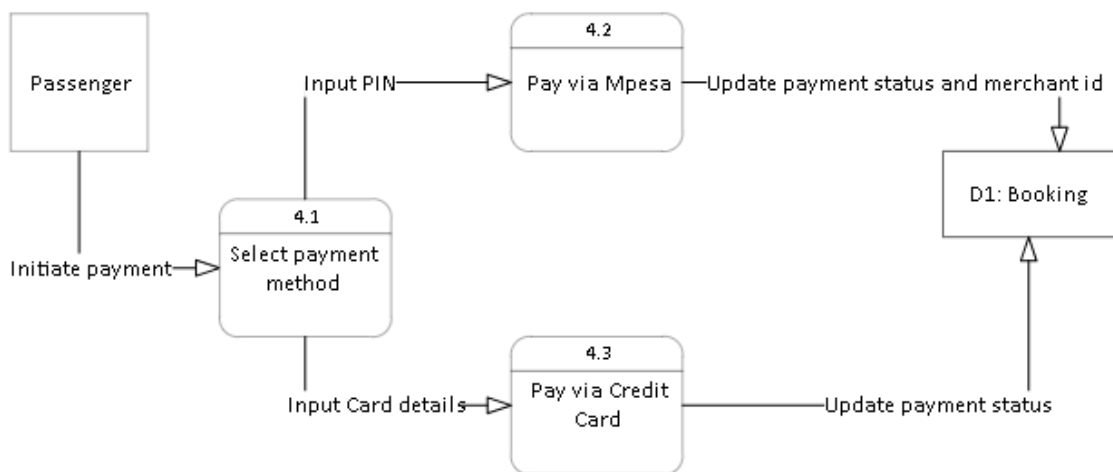 Passenger
Initiate payment
4.1
Select payment
method
Input PIN
4.2
Pay via Mpesa
Update payment status and merchant id
D1: Booking
Input Card details
4.3
Pay via Credit
Card
Update payment status